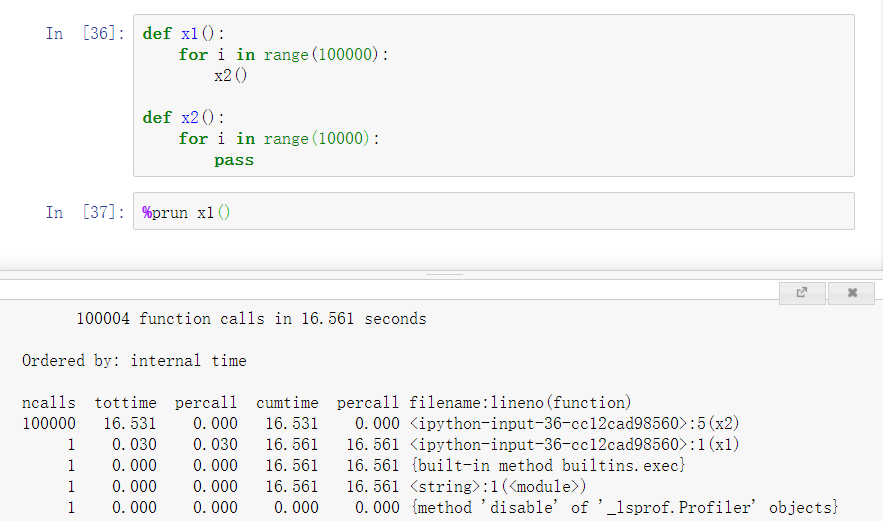 In [36]: def x1():
    for i in range(100000):
        x2()
def x2():
    for i in range(10000):
        pass
In [37]: %prun x1()
100004 function calls in 16.561 seconds
Ordered by: internal time
ncalls tottime percall cumtime percall filename:lineno(function)
100000 16.531 0.000 16.531 0.000 <ipython-input-36-cc12cad98560>:5(x2)
1 0.030 0.030 16.561 16.561 <ipython-input-36-cc12cad98560>:1(x1)
1 0.000 0.000 16.561 16.561 {built-in method builtins.exec}
1 0.000 0.000 16.561 16.561 <string>:1(<module>)
1 0.000 0.000 0.000 0.000 {method 'disable' of '_lsprof.Profiler' objects}